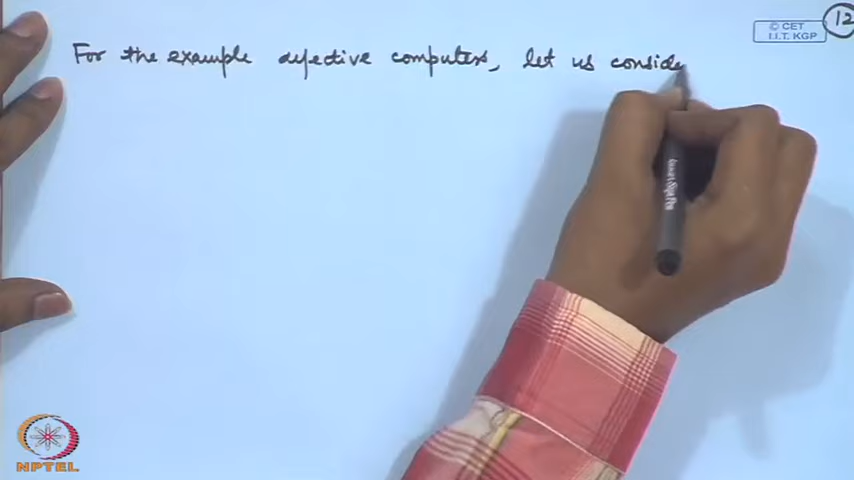 © CET
I.I.T. KGP
12
For the example defective computers, let us conside
NPTEL